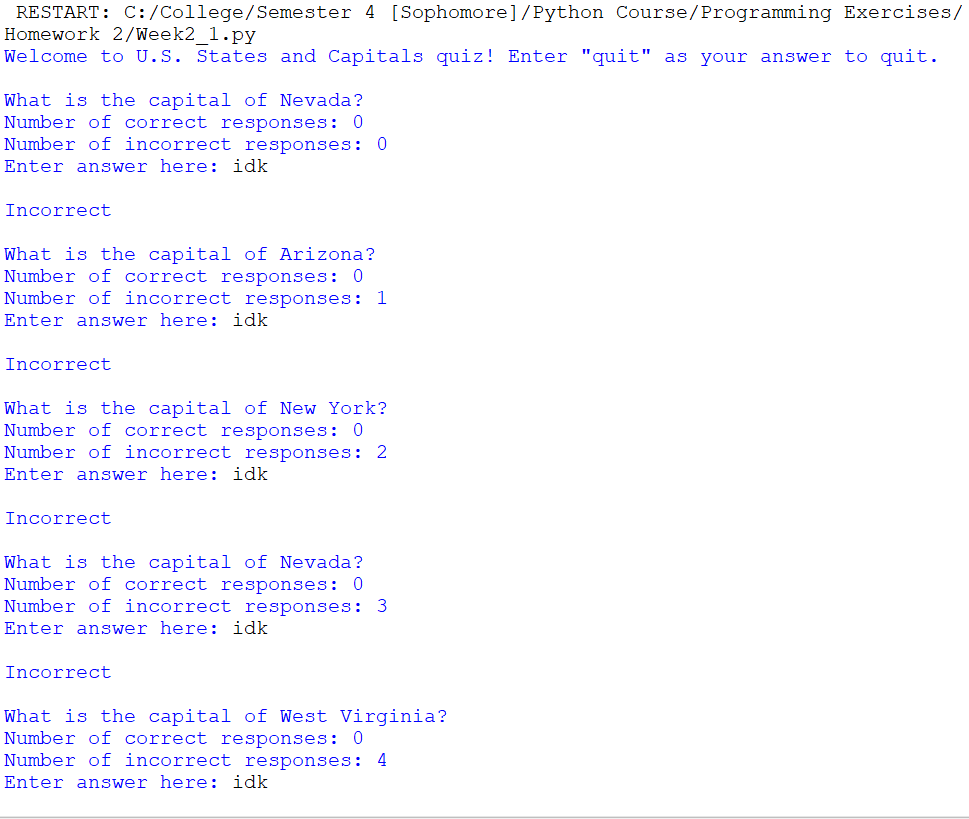 RESTART: C:/College/Semester 4 [Sophomore]/Python Course/Programming Exercises/
Homework 2/Week2_1.py
Welcome to U.S. States and Capitals quiz! Enter "quit" as your answer to quit.
What is the capital of Nevada?
Number of correct responses: 0
Number of incorrect responses: 0
Enter answer here: idk
Incorrect
What is the capital of Arizona?
Number of correct responses: 0
Number of incorrect responses: 1
Enter answer here: idk
Incorrect
What is the capital of New York?
Number of correct responses: 0
Number of incorrect responses: 2
Enter answer here: idk
Incorrect
What is the capital of Nevada?
Number of correct responses: 0
Number of incorrect responses: 3
Enter answer here: idk
Incorrect
What is the capital of West Virginia?
Number of correct responses: 0
Number of incorrect responses: 4
Enter answer here: idk